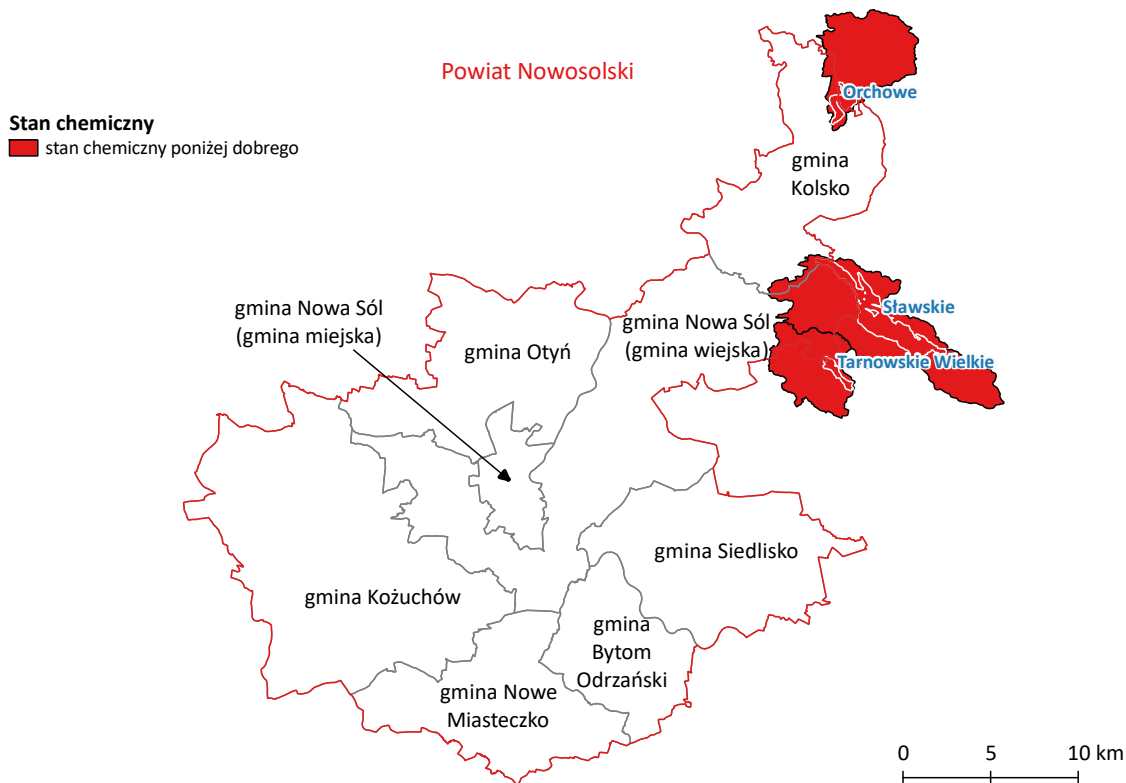 Powiat Nowosolski
Stan chemiczny
stan chemiczny poniżej dobrego
Orchowe
gmina
Kolsko
gmina Nowa Sól
(gmina miejska)
gmina Otyń
gmina Nowa Sól
(gmina wiejska)
Sławskie
Tarnowskie Wielkie
gmina Siedlisko
gmina Kożuchów
gmina
Bytom
Odrzański
gmina Nowe
Miasteczko
0 5 10 km